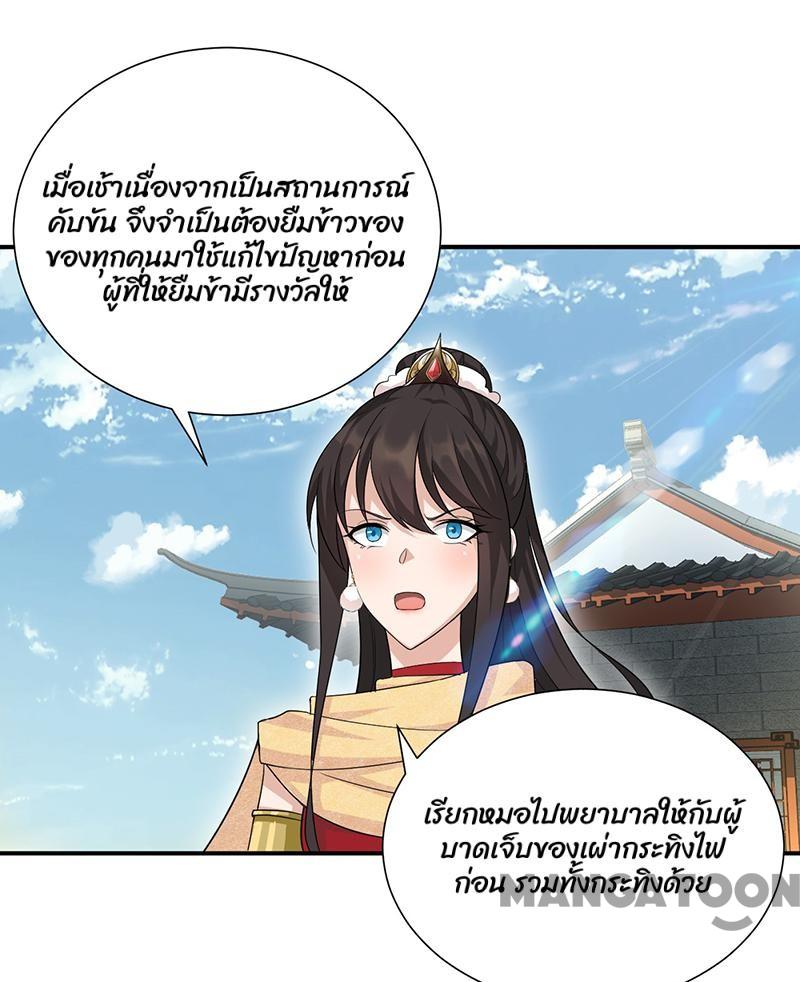 เมื่อเช้าเนื่องจากเป็นสถานการณ์
คับขัน จึงจำเป็นต้องยืมข้าวของ
ของทุกคนมาใช้แก้ไขปัญหาก่อน
ผู้ที่ให้ยืมข้ามีรางวัลให้
เรียกหมอไปพยาบาลให้กับผู้
บาดเจ็บของเผ่ากระทิงไฟ
ก่อน รวมทั้งกระทิงด้วย
MANGATOON